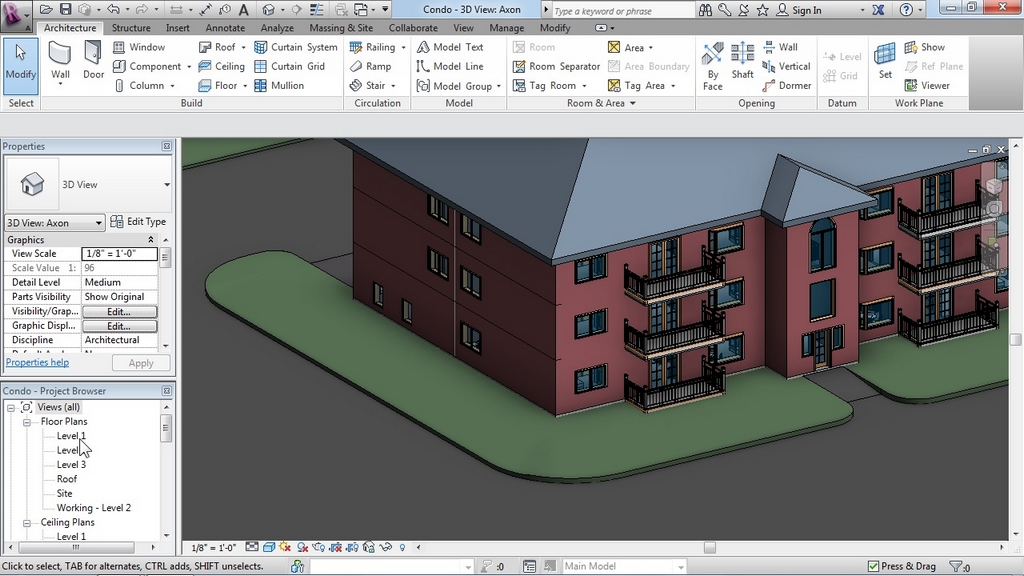 Condo - 3D View: Axon
Type a keyword or phrase
Sign In
Architecture Structure Insert Annotate Analyze Massing & Site Collaborate View Manage Modify
Modify
Wall
Door
Window
Component
Column
Roof
Ceiling
Floor
Curtain System
Curtain Grid
Mullion
Railing
Ramp
Stair
Model Text
Model Line
Model Group
Room
Room Separator
Tag Room
Area
Area Boundary
Tag Area
By Face
Shaft
Wall
Vertical
Dormer
Level
Grid
Set
Show
Ref Plane
Viewer
Select Build Circulation Model Room & Area Opening Datum Work Plane
Properties
3D View
3D View: Axon Edit Type
Graphics
View Scale 1/8" = 1'-0"
Scale Value 1: 96
Detail Level Medium
Parts Visibility Show Original
Visibility/Grap... Edit...
Graphic Displ... Edit...
Discipline Architectural
Properties help Apply
Condo - Project Browser
Views (all)
Floor Plans
Level 1
Level
Level 3
Roof
Site
Working - Level 2
Ceiling Plans
Level 1
1/8" = 1'-0"
Click to select, TAB for alternates, CTRL adds, SHIFT unselects.
:0
Main Model
Press & Drag
:0